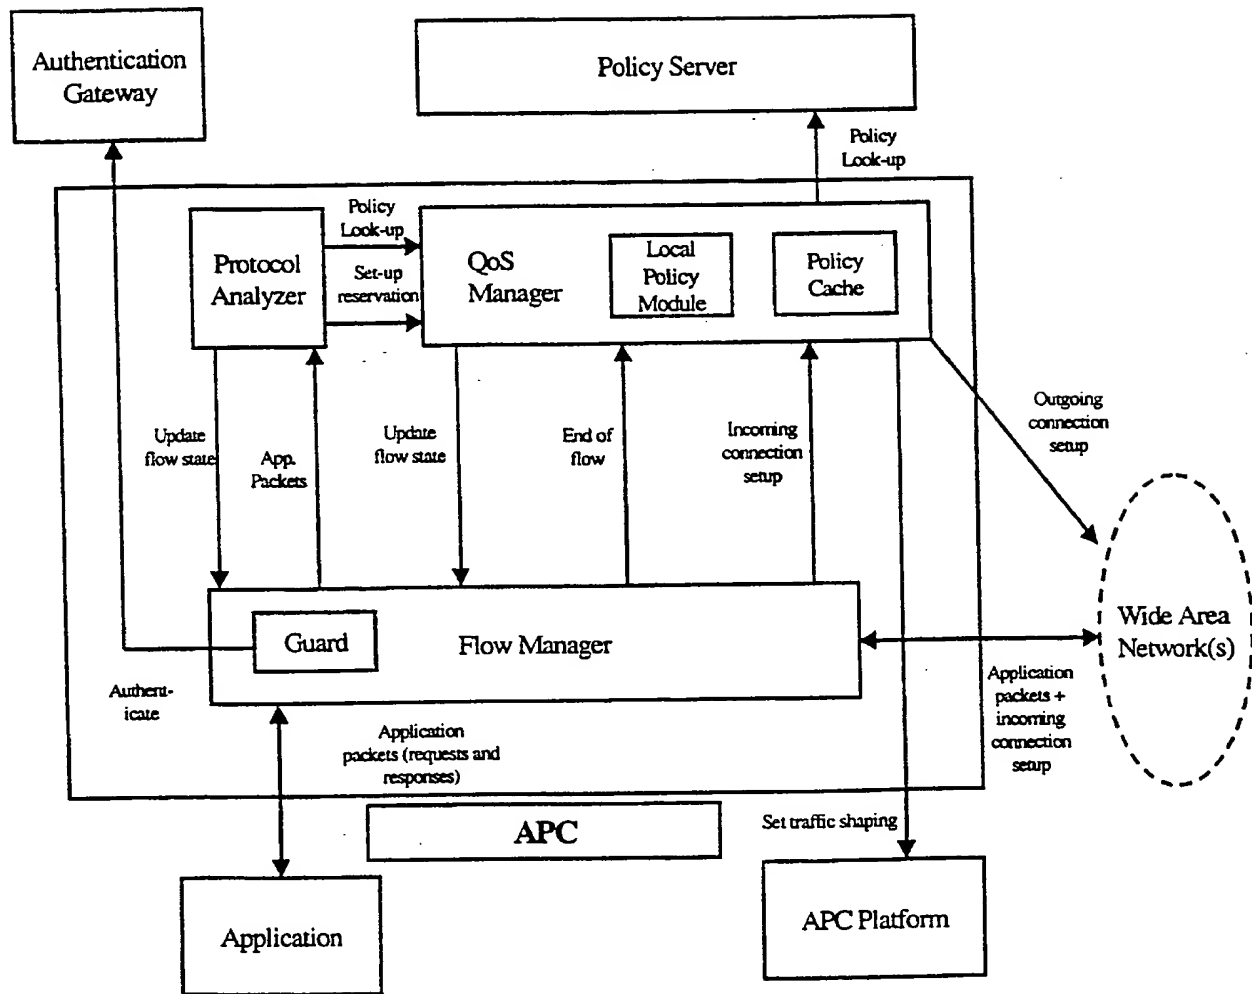 Authentication
Gateway
Policy Server
Policy
Look-up
Policy
Look-up
Set-up
reservation
Protocol
Analyzer
QoS
Manager
Local
Policy
Module
Policy
Cache
Update
flow state
App.
Packets
Update
flow state
End of
flow
Incoming
connection
setup
Outgoing
connection
setup
Guard
Flow Manager
Wide Area
Network(s)
Authent-
icate
Application
packets (requests and
responses)
Application
packets +
incoming
connection
setup
APC
Set traffic shaping
Application
APC Platform